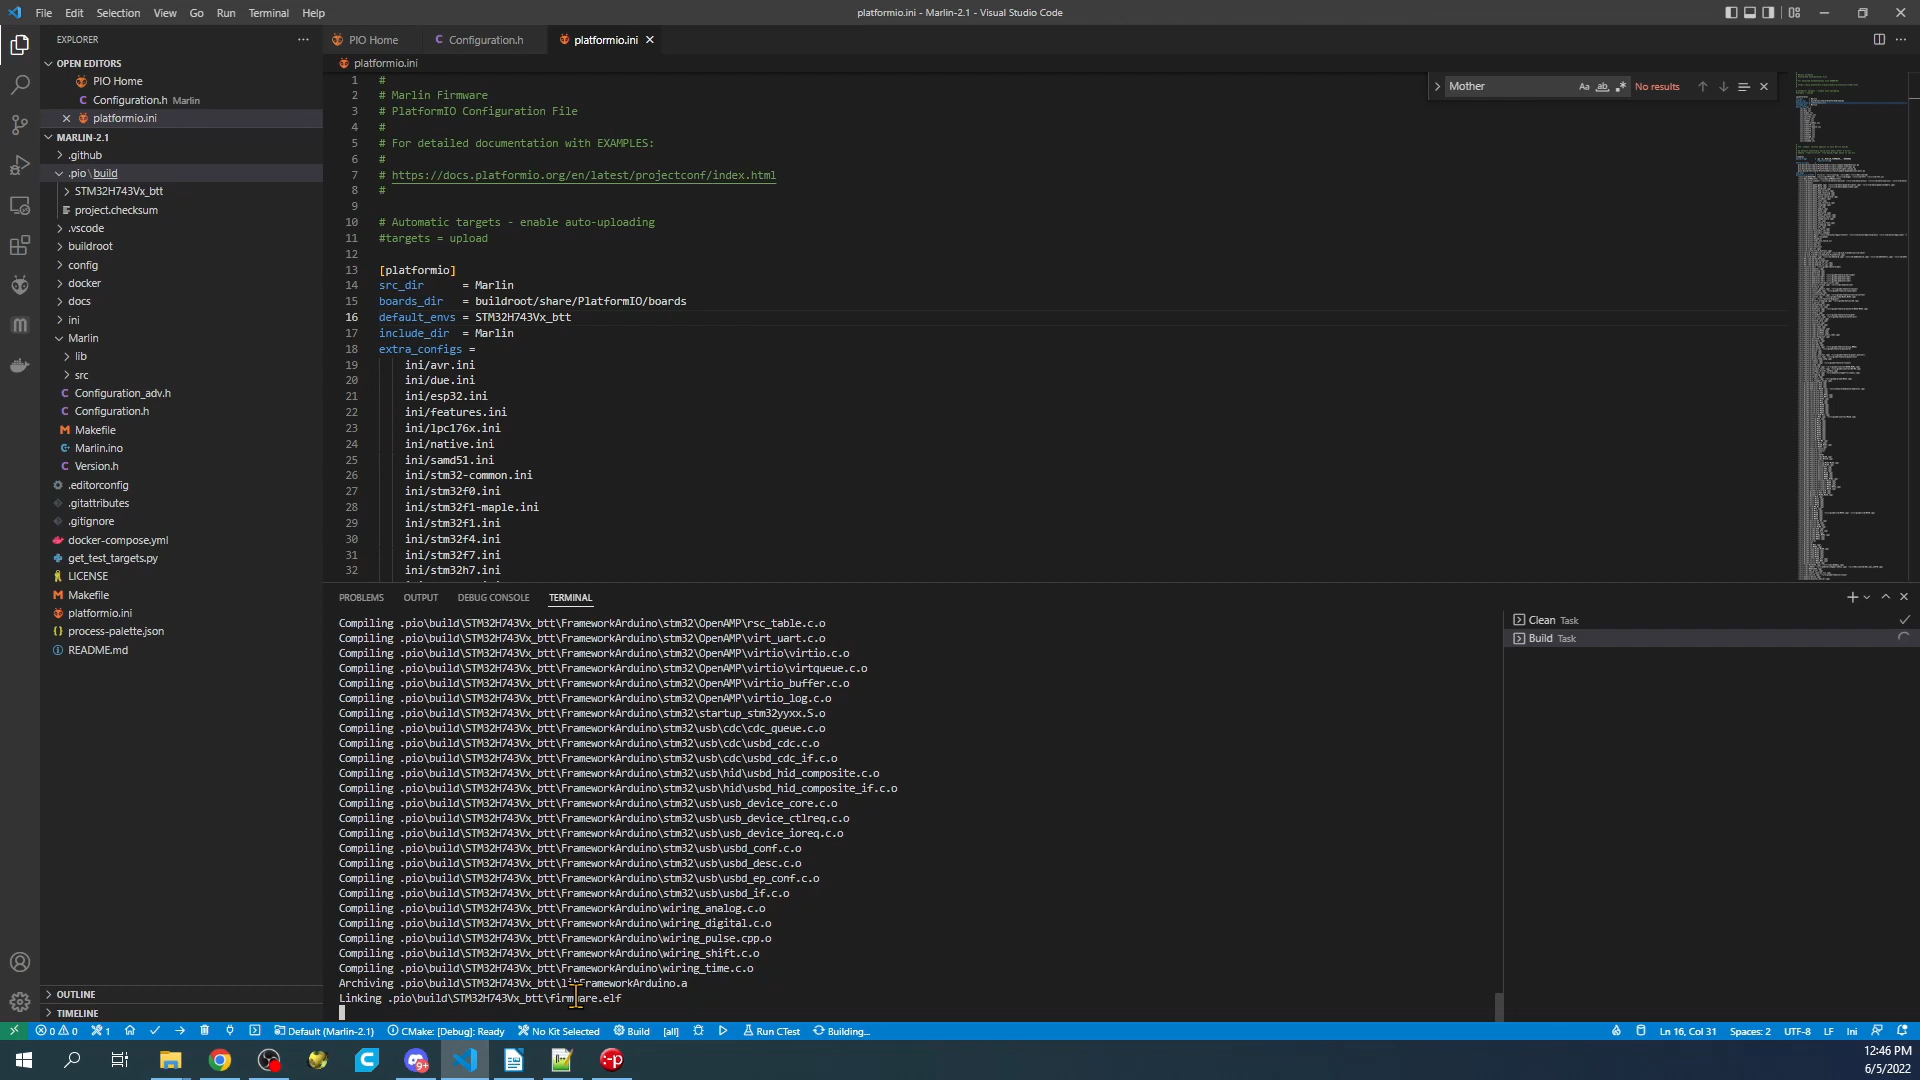 File Edit Selection View Go Run Terminal Help
platformio.ini - Marlin-2.1 - Visual Studio Code
EXPLORER
OPEN EDITORS
PIO Home
Configuration.h Marlin
platformio.ini
MARLIN-2.1
.github
.pio \ build
STM32H743Vx_btt
project.checksum
.vscode
buildroot
config
docker
docs
ini
Marlin
lib
src
Configuration_adv.h
Configuration.h
Makefile
Marlin.ino
Version.h
.editorconfig
.gitattributes
.gitignore
docker-compose.yml
get_test_targets.py
LICENSE
Makefile
platformio.ini
process-palette.json
README.md
OUTLINE
TIMELINE
PIO Home
Configuration.h
platformio.ini
platformio.ini
Mother
No results
1 #
2 # Marlin Firmware
3 # PlatformIO Configuration File
4 #
5 # For detailed documentation with EXAMPLES:
6 #
7 # https://docs.platformio.org/en/latest/projectconf/index.html
8 #
9
10 # Automatic targets - enable auto-uploading
11 #targets = upload
12
13 [platformio]
14 src_dir      = Marlin
15 boards_dir   = buildroot/share/PlatformIO/boards
16 default_envs = STM32H743Vx_btt
17 include_dir  = Marlin
18 extra_configs =
19 ini/avr.ini
20 ini/due.ini
21 ini/esp32.ini
22 ini/features.ini
23 ini/lpc176x.ini
24 ini/native.ini
25 ini/samd51.ini
26 ini/stm32-common.ini
27 ini/stm32f0.ini
28 ini/stm32f1-maple.ini
29 ini/stm32f1.ini
30 ini/stm32f4.ini
31 ini/stm32f7.ini
32 ini/stm32h7.ini
PROBLEMS OUTPUT DEBUG CONSOLE TERMINAL
Compiling .pio\build\STM32H743Vx_btt\FrameworkArduino\stm32\OpenAMP\rsc_table.c.o
Compiling .pio\build\STM32H743Vx_btt\FrameworkArduino\stm32\OpenAMP\virt_uart.c.o
Compiling .pio\build\STM32H743Vx_btt\FrameworkArduino\stm32\OpenAMP\virtio\virtio.c.o
Compiling .pio\build\STM32H743Vx_btt\FrameworkArduino\stm32\OpenAMP\virtio\virtqueue.c.o
Compiling .pio\build\STM32H743Vx_btt\FrameworkArduino\stm32\OpenAMP\virtio_buffer.c.o
Compiling .pio\build\STM32H743Vx_btt\FrameworkArduino\stm32\OpenAMP\virtio_log.c.o
Compiling .pio\build\STM32H743Vx_btt\FrameworkArduino\stm32\startup_stm32yyxx.S.o
Compiling .pio\build\STM32H743Vx_btt\FrameworkArduino\stm32\usb\cdc\cdc_queue.c.o
Compiling .pio\build\STM32H743Vx_btt\FrameworkArduino\stm32\usb\cdc\usbd_cdc.c.o
Compiling .pio\build\STM32H743Vx_btt\FrameworkArduino\stm32\usb\cdc\usbd_cdc_if.c.o
Compiling .pio\build\STM32H743Vx_btt\FrameworkArduino\stm32\usb\hid\usbd_hid_composite.c.o
Compiling .pio\build\STM32H743Vx_btt\FrameworkArduino\stm32\usb\hid\usbd_hid_composite_if.c.o
Compiling .pio\build\STM32H743Vx_btt\FrameworkArduino\stm32\usb\usb_device_core.c.o
Compiling .pio\build\STM32H743Vx_btt\FrameworkArduino\stm32\usb\usb_device_ctlreq.c.o
Compiling .pio\build\STM32H743Vx_btt\FrameworkArduino\stm32\usb\usb_device_ioreq.c.o
Compiling .pio\build\STM32H743Vx_btt\FrameworkArduino\stm32\usb\usbd_conf.c.o
Compiling .pio\build\STM32H743Vx_btt\FrameworkArduino\stm32\usb\usbd_desc.c.o
Compiling .pio\build\STM32H743Vx_btt\FrameworkArduino\stm32\usb\usbd_ep_conf.c.o
Compiling .pio\build\STM32H743Vx_btt\FrameworkArduino\stm32\usb\usbd_if.c.o
Compiling .pio\build\STM32H743Vx_btt\FrameworkArduino\wiring_analog.c.o
Compiling .pio\build\STM32H743Vx_btt\FrameworkArduino\wiring_digital.c.o
Compiling .pio\build\STM32H743Vx_btt\FrameworkArduino\wiring_pulse.cpp.o
Compiling .pio\build\STM32H743Vx_btt\FrameworkArduino\wiring_shift.c.o
Compiling .pio\build\STM32H743Vx_btt\FrameworkArduino\wiring_time.c.o
Archiving .pio\build\STM32H743Vx_btt\libFrameworkArduino.a
Linking .pio\build\STM32H743Vx_btt\firmware.elf
Clean Task
Build Task
0 0 1 Default (Marlin-2.1) CMake: [Debug]: Ready No Kit Selected Build [all] Run CTest Building...
Ln 16, Col 31 Spaces: 2 UTF-8 LF Ini
12:46 PM
6/5/2022